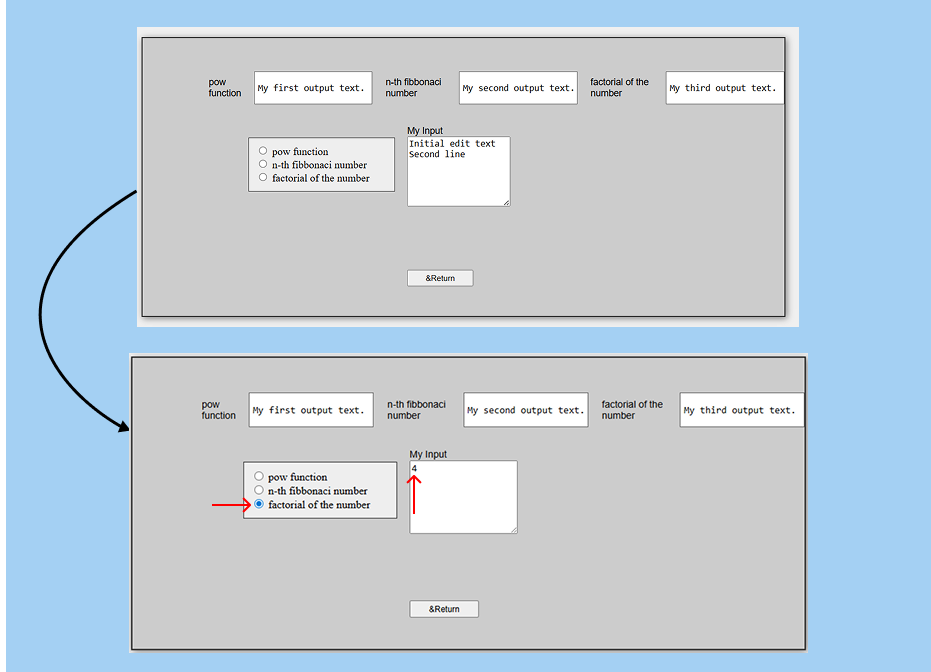 pow
function
My first output text.
n-th fibbonaci
number
My second output text.
factorial of the
number
My third output text.
pow function
n-th fibbonaci number
factorial of the number
My Input
Initial edit text
Second line
&Return
pow
function
My first output text.
n-th fibbonaci
number
My second output text.
factorial of the
number
My third output text.
pow function
n-th fibbonaci number
factorial of the number
My Input
4
&Return